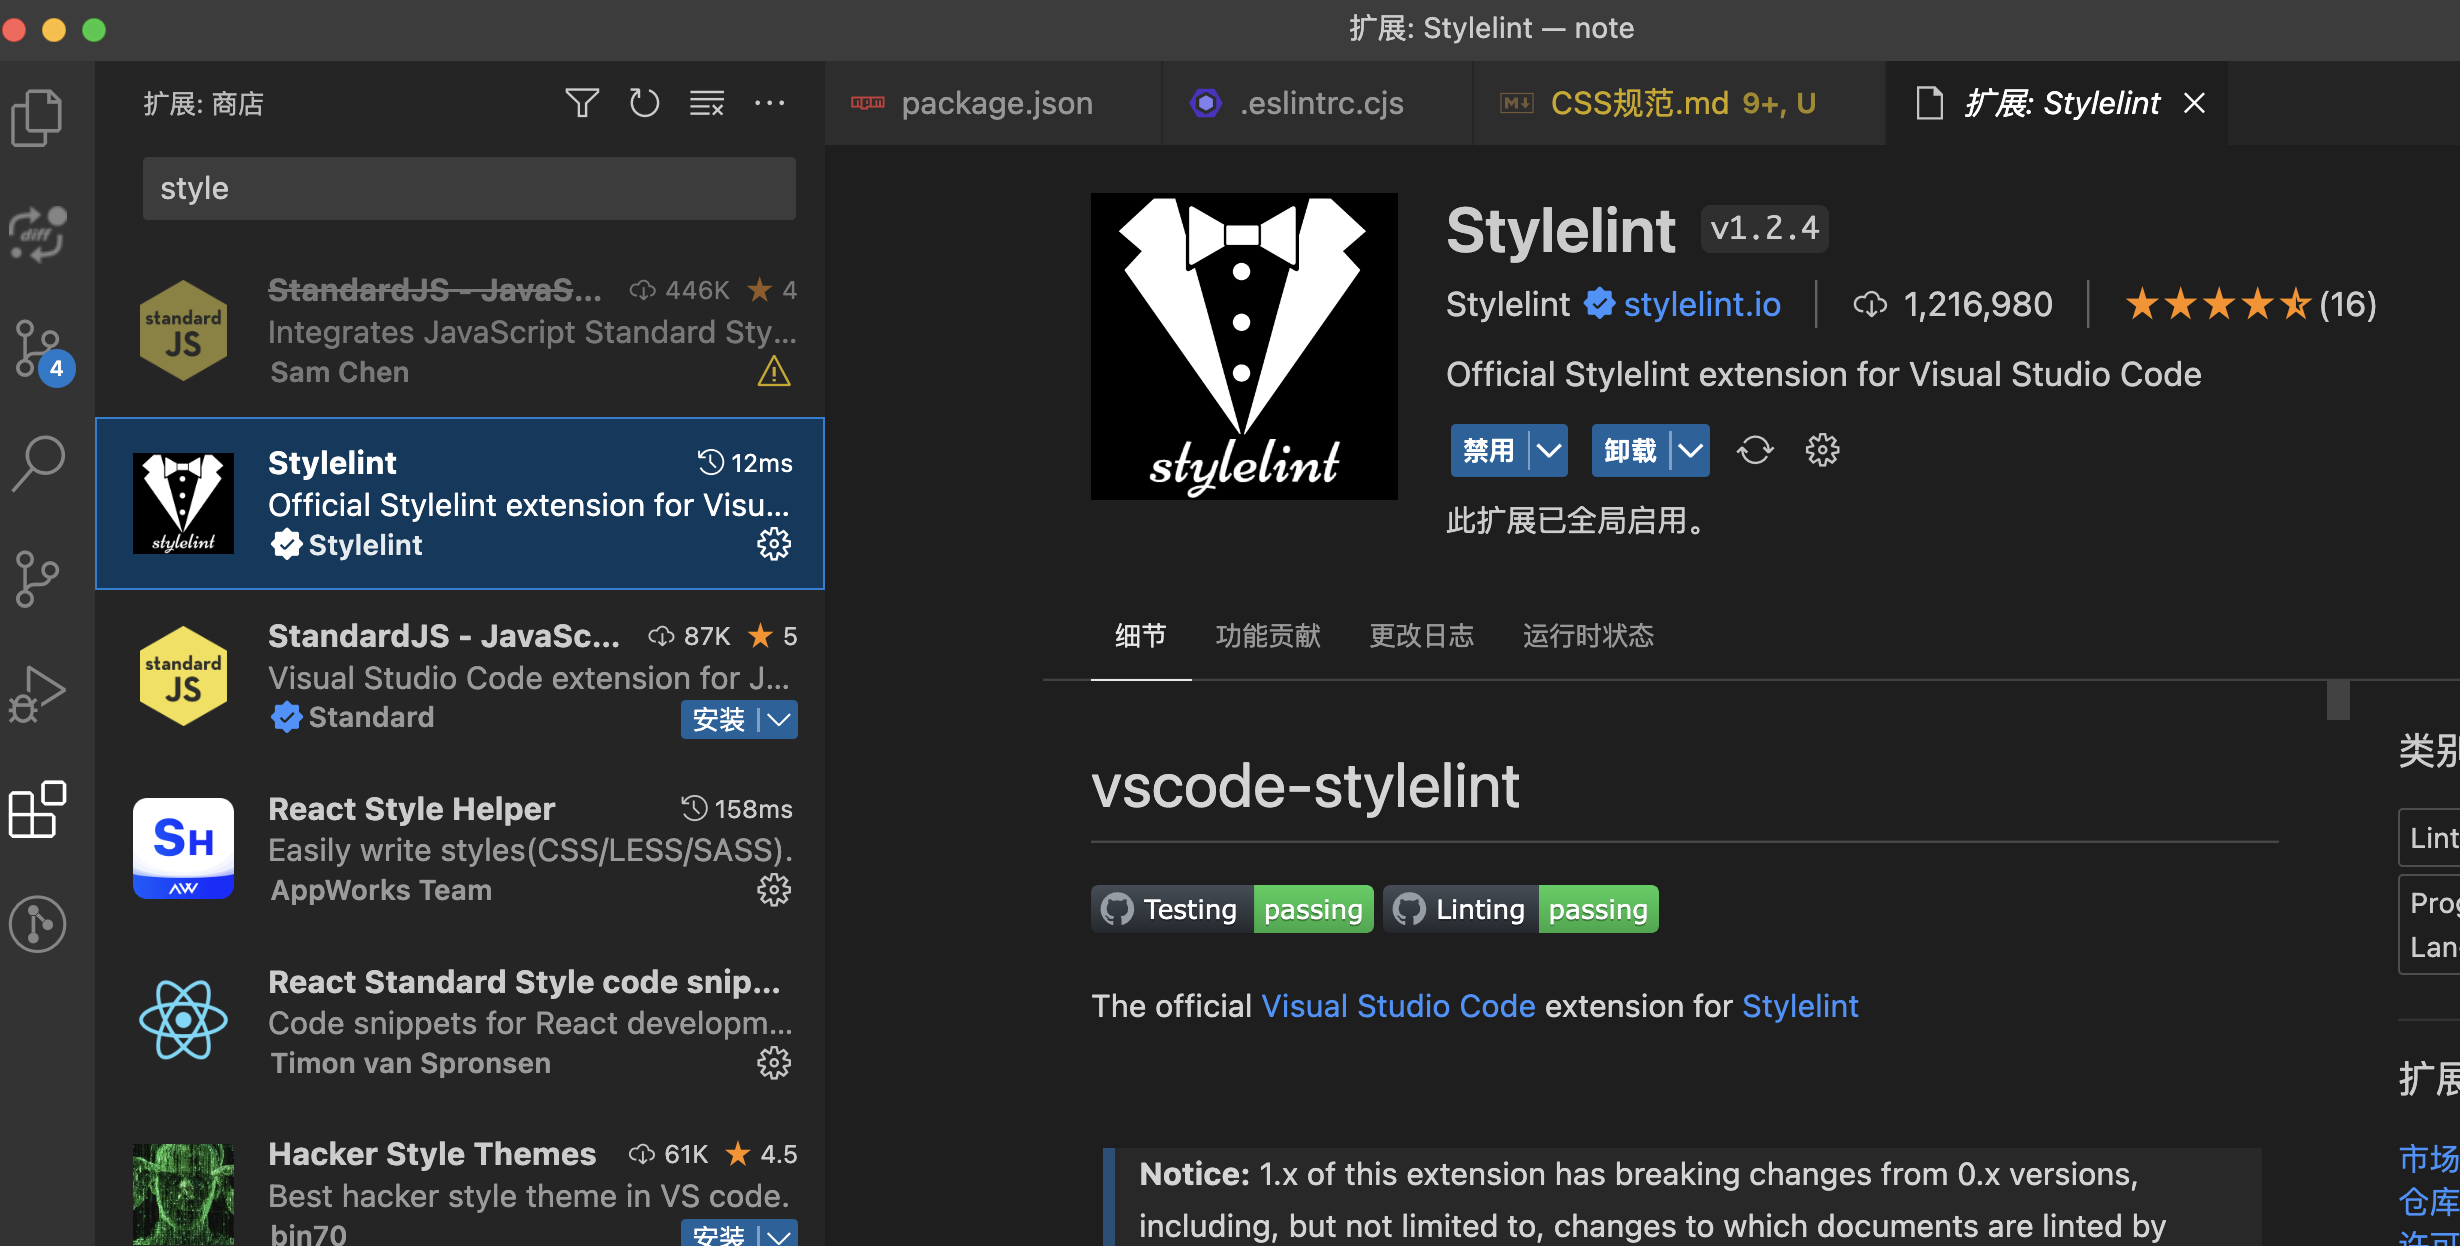 扩展: Stylelint — note
扩展: 商店
style
StandardJS - JavaS... 446K ★ 4
Integrates JavaScript Standard Sty...
Sam Chen
Stylelint 12ms
Official Stylelint extension for Visu...
Stylelint
StandardJS - JavaSc... 87K ★ 5
Visual Studio Code extension for J...
Standard 安装
React Style Helper 158ms
Easily write styles(CSS/LESS/SASS).
AppWorks Team
React Standard Style code snip...
Code snippets for React developm...
Timon van Spronsen
Hacker Style Themes 61K ★ 4.5
Best hacker style theme in VS code.
bin70 安装
diff
4
standard
JS
stylelint
standard
JS
SH
AW
package.json .eslintrc.cjs CSS规范.md 9+, U 扩展: Stylelint
stylelint
Stylelint v1.2.4
Stylelint stylelint.io 1,216,980 (16)
Official Stylelint extension for Visual Studio Code
禁用 卸载
此扩展已全局启用。
细节 功能贡献 更改日志 运行时状态
vscode-stylelint
Testing passing Linting passing
The official Visual Studio Code extension for Stylelint
Notice: 1.x of this extension has breaking changes from 0.x versions,
including, but not limited to, changes to which documents are linted by
类别
Lint
Prog
Lan
扩展
市场
仓库
许可